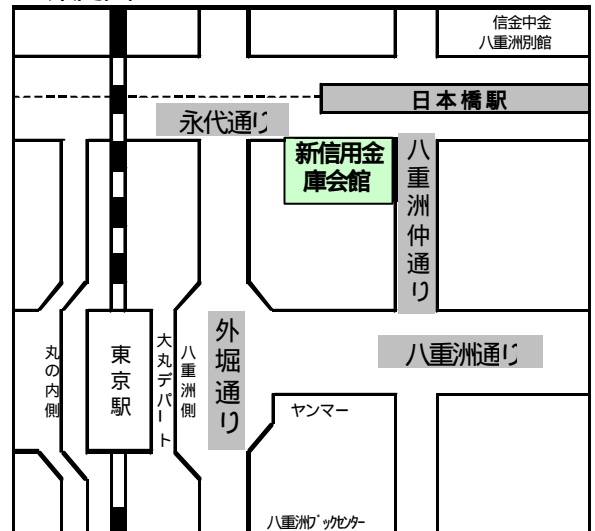 信金中金
八重洲別館
日本橋駅
永代通り
新信用金
庫会館
八重洲仲通り
外堀通り
八重洲通り
丸の内側
東京駅
大丸デパート
八重洲側
ヤンマー
八重洲ブックセンター